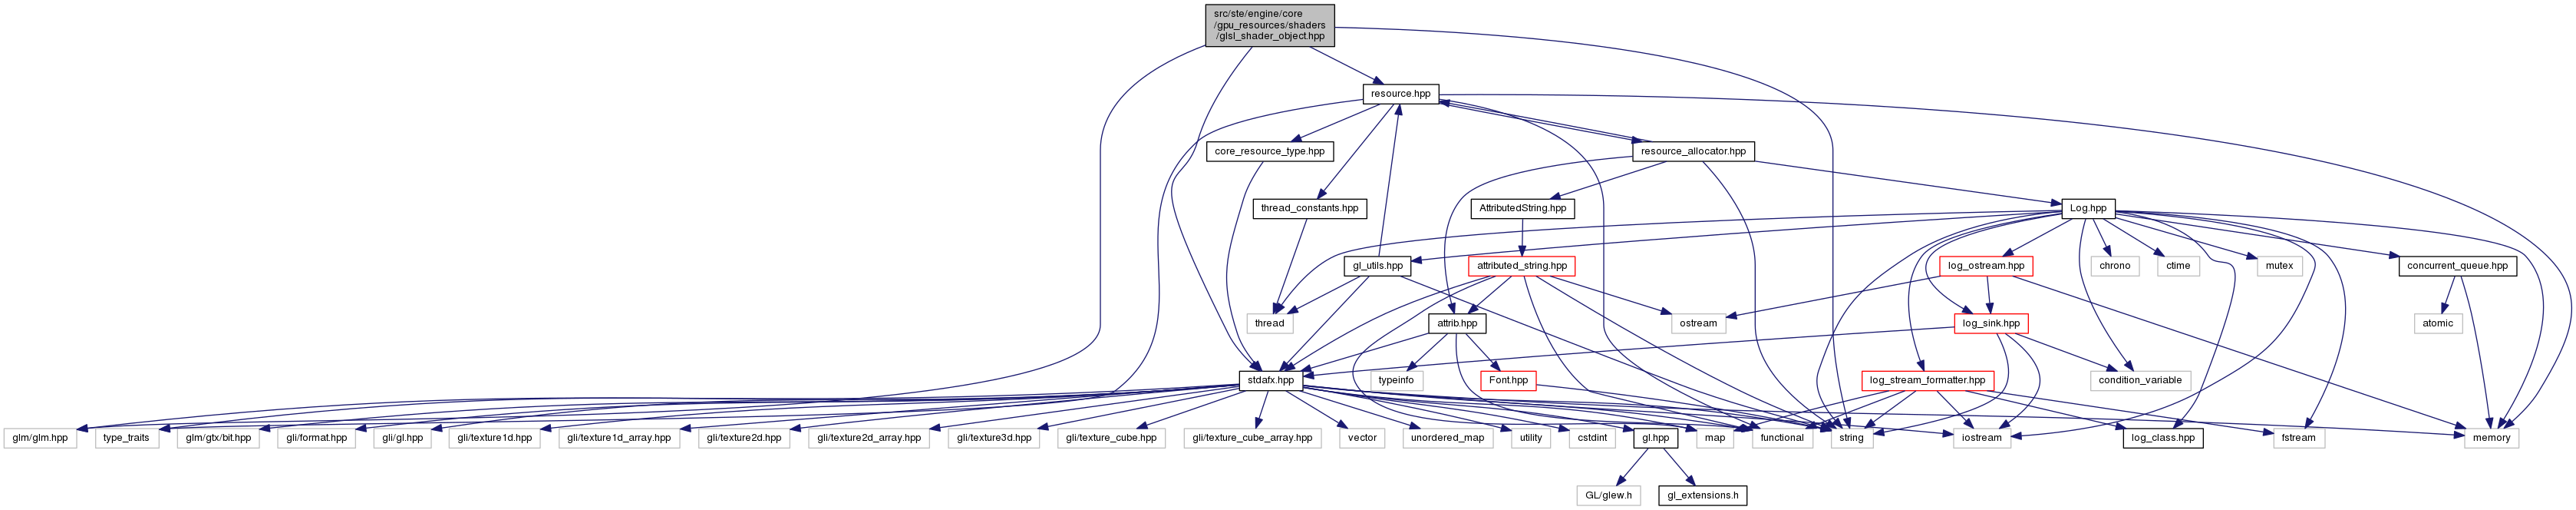 src/ste/engine/core
/gpu_resources/shaders
/glsl_shader_object.hpp
resource.hpp
core_resource_type.hpp
resource_allocator.hpp
thread_constants.hpp
AttributedString.hpp
Log.hpp
gl_utils.hpp
attributed_string.hpp
log_ostream.hpp
chrono
ctime
mutex
concurrent_queue.hpp
thread
attrib.hpp
ostream
log_sink.hpp
atomic
stdafx.hpp
typeinfo
Font.hpp
log_stream_formatter.hpp
condition_variable
glm/glm.hpp
type_traits
glm/gtx/bit.hpp
gli/format.hpp
gli/gl.hpp
gli/texture1d.hpp
gli/texture1d_array.hpp
gli/texture2d.hpp
gli/texture2d_array.hpp
gli/texture3d.hpp
gli/texture_cube.hpp
gli/texture_cube_array.hpp
vector
unordered_map
utility
cstdint
gl.hpp
map
functional
string
iostream
log_class.hpp
fstream
memory
GL/glew.h
gl_extensions.h